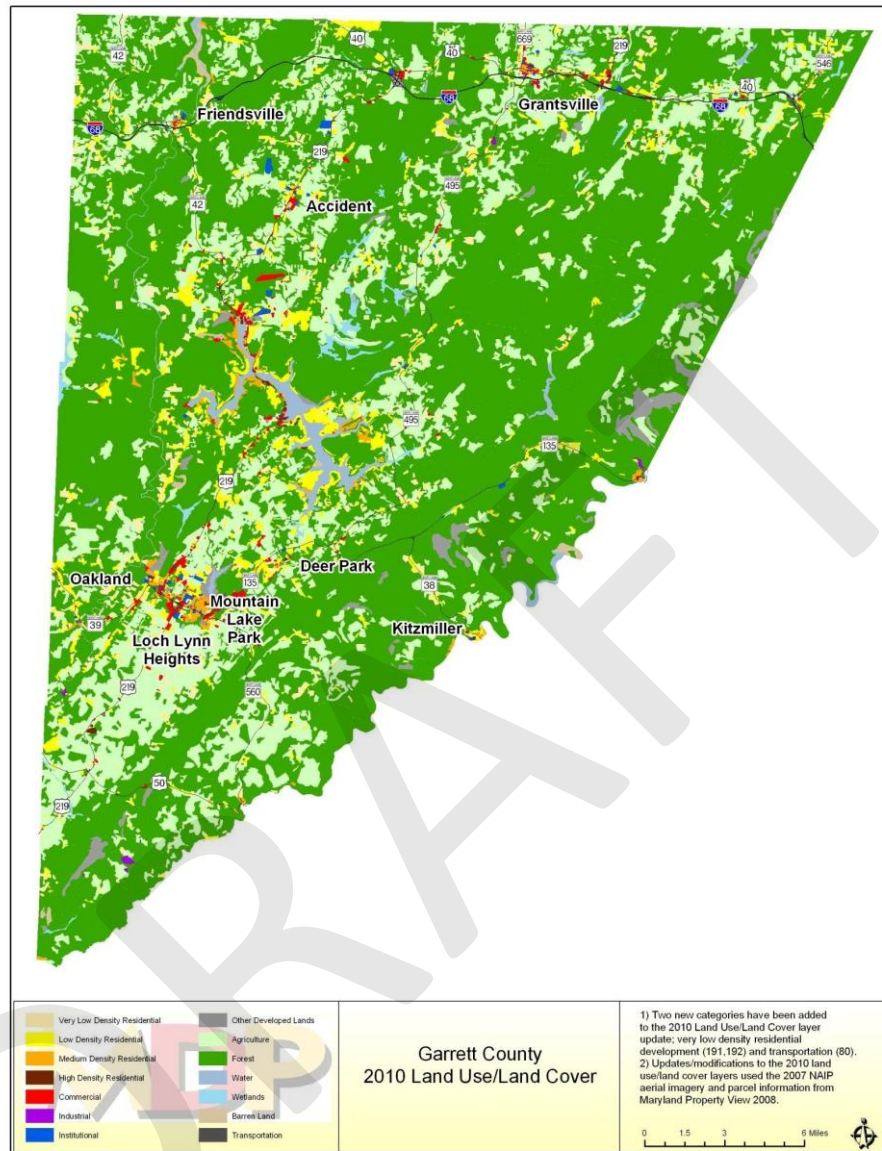 42
40
40
669
219
546
68
68
40
68
Friendsville
Grantsville
219
495
42
Accident
495
219
135
Oakland
Deer Park
135
38
Mountain
Lake
Park
39
Kitzmiller
Loch Lynn
Heights
219
560
50
219
DRAFT
Very Low Density Residential
Low Density Residential
Medium Density Residential
High Density Residential
Commercial
Industrial
Institutional
Other Developed Lands
Agriculture
Forest
Water
Wetlands
Barren Land
Transportation
Garrett County
2010 Land Use/Land Cover
1) Two new categories have been added
to the 2010 Land Use/Land Cover layer
update; very low density residential
development (191,192) and transportation (80).
2) Updates/modifications to the 2010 land
use/land cover layers used the 2007 NAIP
aerial imagery and parcel information from
Maryland Property View 2008.
0 1.5 3 6 Miles